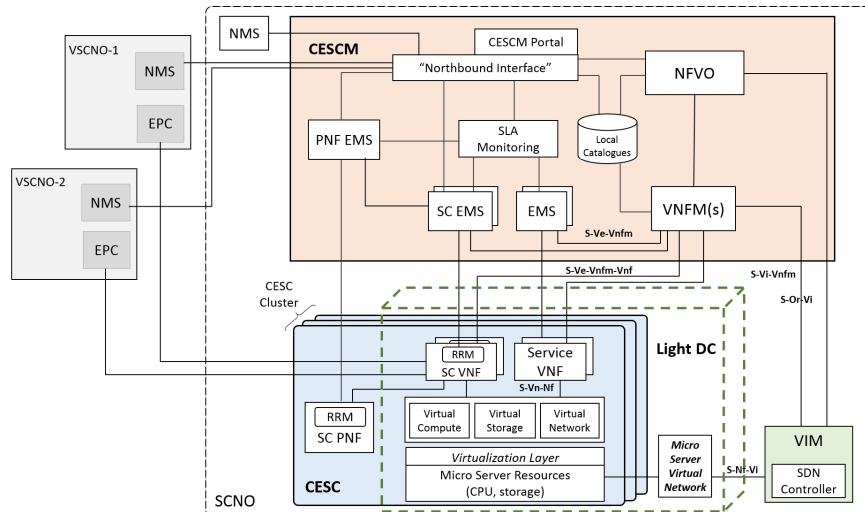 VSCNO-1
NMS
EPC
VSCNO-2
NMS
EPC
NMS
CESCM
CESCM Portal
“Northbound Interface”
NFVO
PNF EMS
SLA
Monitoring
Local
Catalogues
SC EMS
EMS
VNFM(s)
S-Ve-Vnfm
S-Ve-Vnfm-Vnf
S-Vi-Vnfm
S-Or-Vi
CESC
Cluster
Light DC
RRM
SC VNF
Service
VNF
S-Vn-Nf
RRM
SC PNF
Virtual
Compute
Virtual
Storage
Virtual
Network
Virtualization Layer
Micro Server Resources
(CPU, storage)
CESC
Micro
Server
Virtual
Network
S-Nf-Vi
VIM
SDN
Controller
SCNO